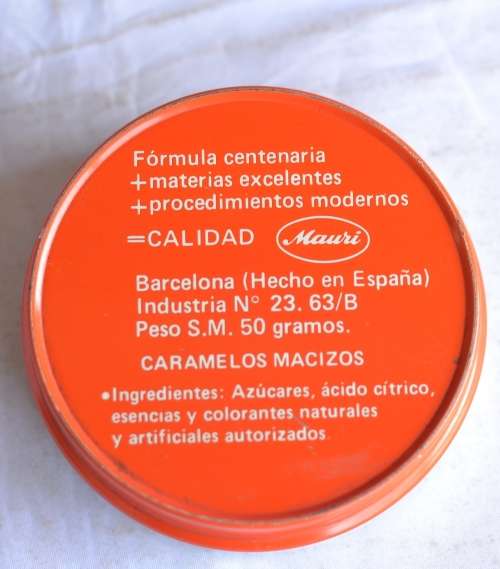 Fórmula centenaria
+materias excelentes
+procedimientos modernos
=CALIDAD Mauri
Barcelona (Hecho en España)
Industria N° 23. 63/B
Peso S.M. 50 gramos.
CARAMELOS MACIZOS
•Ingredientes: Azúcares, ácido cítrico,
esencias y colorantes naturales
y artificiales autorizados.